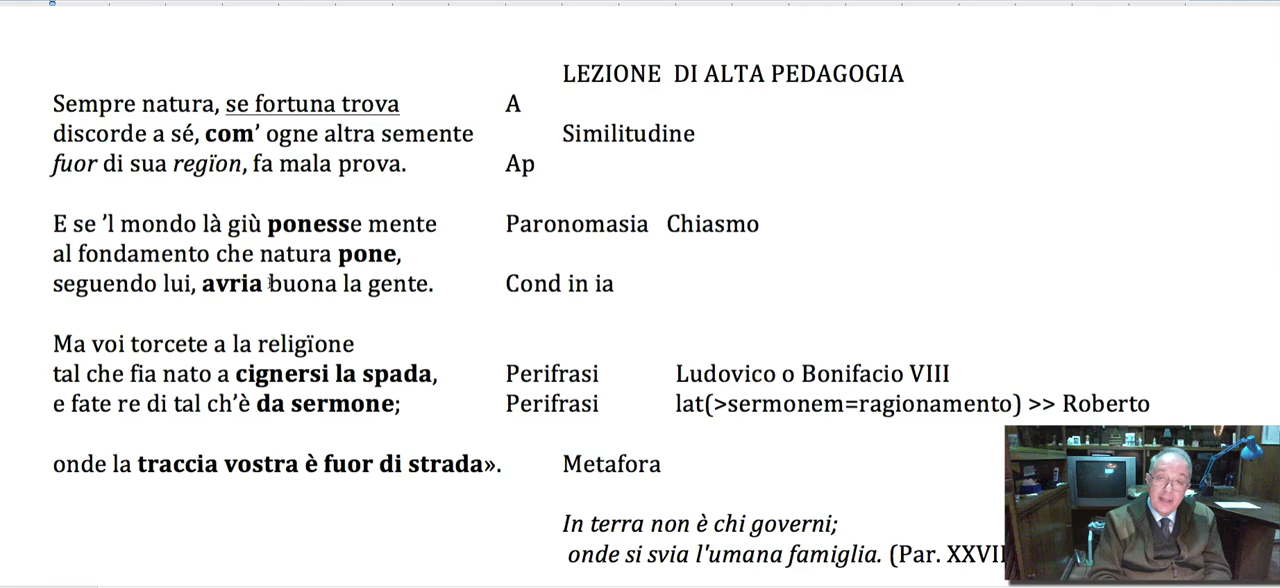 LEZIONE  DI ALTA PEDAGOGIA
Sempre natura, se fortuna trova A
discorde a sé, com’ ogne altra semente Similitudine
fuor di sua regïon, fa mala prova. Ap
E se ’l mondo là giù ponesse mente Paronomasia Chiasmo
al fondamento che natura pone,
seguendo lui, avria buona la gente. Cond in ia
Ma voi torcete a la religïone
tal che fia nato a cignersi la spada, Perifrasi Ludovico o Bonifacio VIII
e fate re di tal ch’è da sermone; Perifrasi lat(>sermonem=ragionamento) >> Roberto
onde la traccia vostra è fuor di strada». Metafora
In terra non è chi governi;
onde si svia l'umana famiglia. (Par.